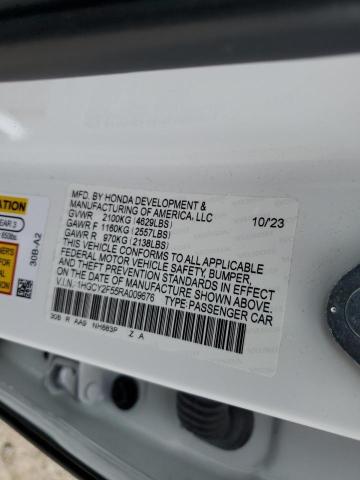 MFD. BY HONDA DEVELOPMENT &
MANUFACTURING OF AMERICA, LLC 10/23
GVWR 2100KG (4629LBS)
GAWR F 1160KG (2557LBS)
GAWR R 970KG (2138LBS)
THIS VEHICLE CONFORMS TO ALL APPLICABLE
FEDERAL MOTOR VEHICLE SAFETY, BUMPER,
AND THEFT PREVENTION STANDARDS IN EFFECT
ON THE DATE OF MANUFACTURE SHOWN ABOVE.
V.I.N.: 1HGCY2F55RA009676 TYPE:PASSENGER CAR
30B R AA9 NH883P Z A
30B-A2